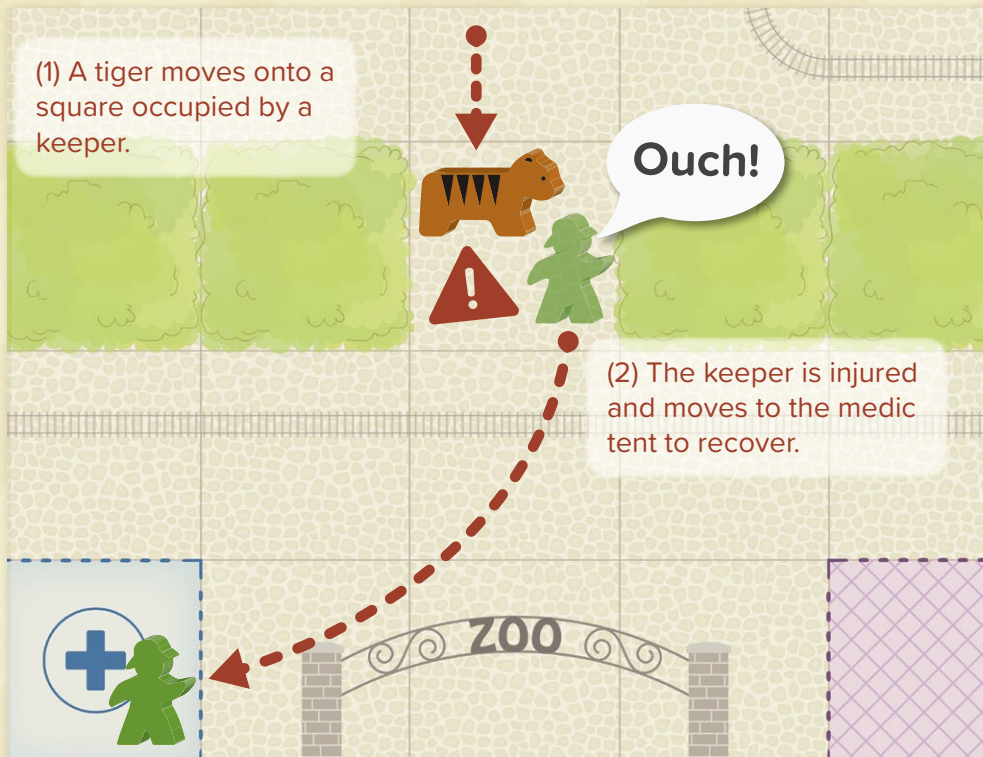 (1) A tiger moves onto a
square occupied by a
keeper.
Ouch!
!
(2) The keeper is injured
and moves to the medic
tent to recover.
ZOO